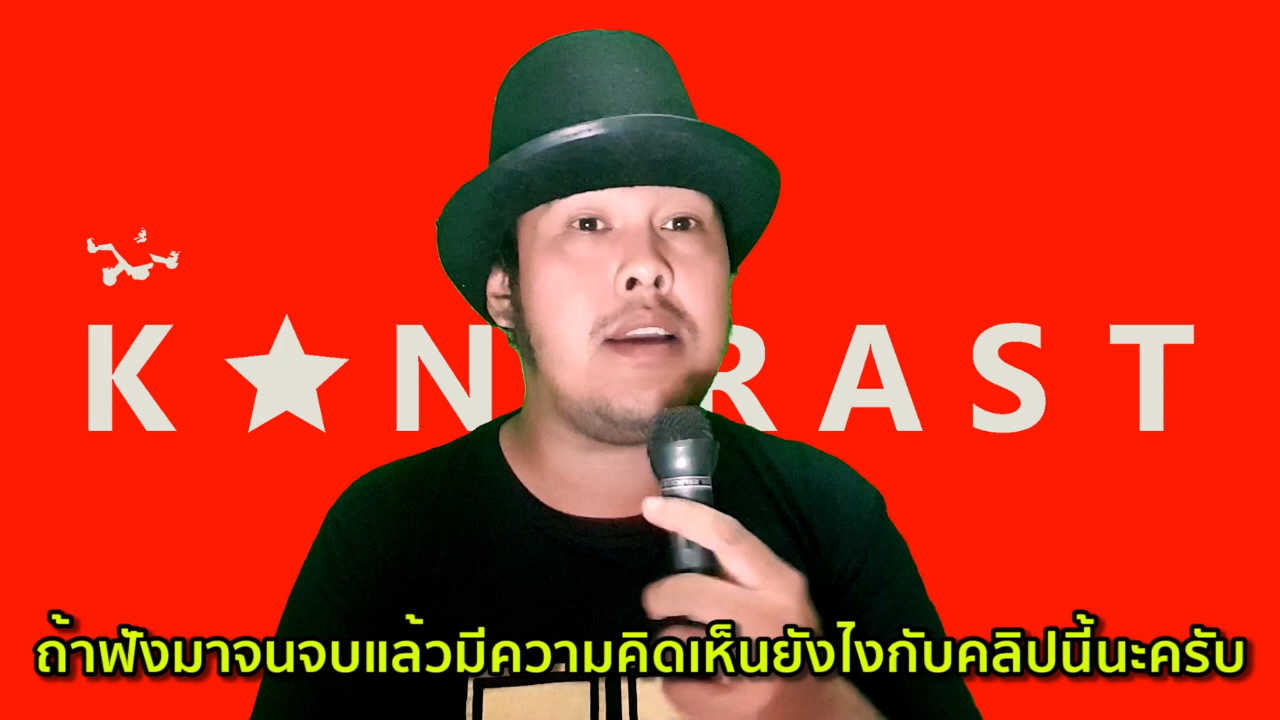 K★N RAST
ถ้าฟังมาจนจบแล้วมีความคิดเห็นยังไงกับคลิปนี้นะครับ